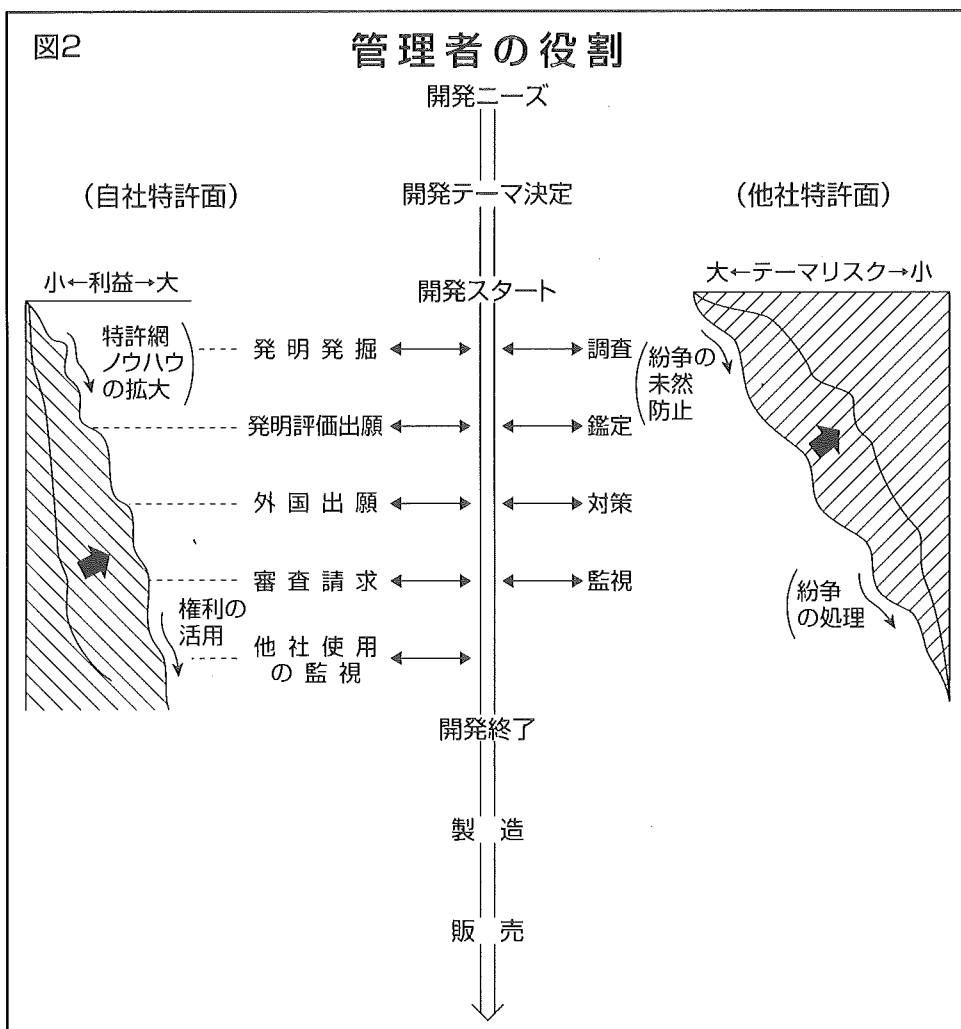 図2
管理者の役割
開発ニーズ
(自社特許面)
開発テーマ決定
(他社特許面)
小←利益→大
開発スタート
大←テーマリスク→小
特許網
ノウハウ
の拡大
発明発掘
調査
紛争の
未然
防止
発明評価出願
鑑定
外国出願
対策
審査請求
監視
権利の
活用
紛争
の処理
他社使用
の監視
開発終了
製造
販売